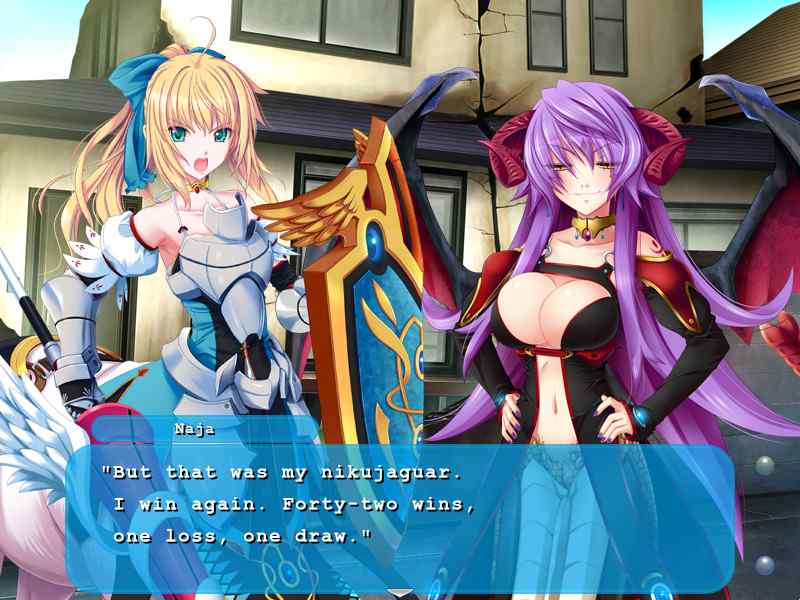 Naja
"But that was my nikujaguar.
I win again. Forty-two wins,
one loss, one draw."